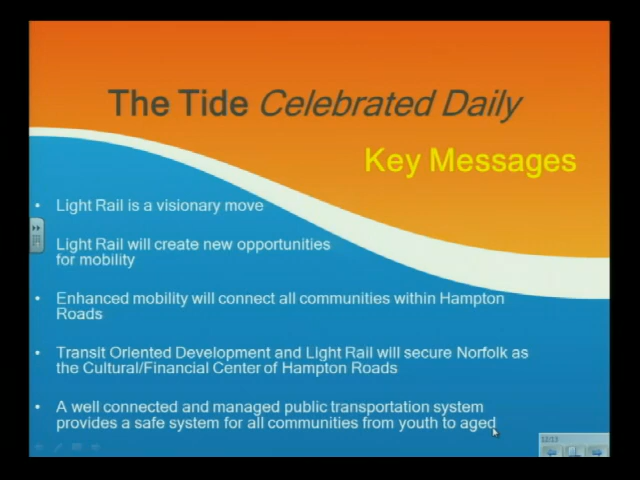 The Tide Celebrated Daily
Key Messages
• Light Rail is a visionary move
Light Rail will create new opportunities
for mobility
• Enhanced mobility will connect all communities within Hampton
Roads
• Transit Oriented Development and Light Rail will secure Norfolk as
the Cultural/Financial Center of Hampton Roads
• A well connected and managed public transportation system
provides a safe system for all communities from youth to aged
12/13